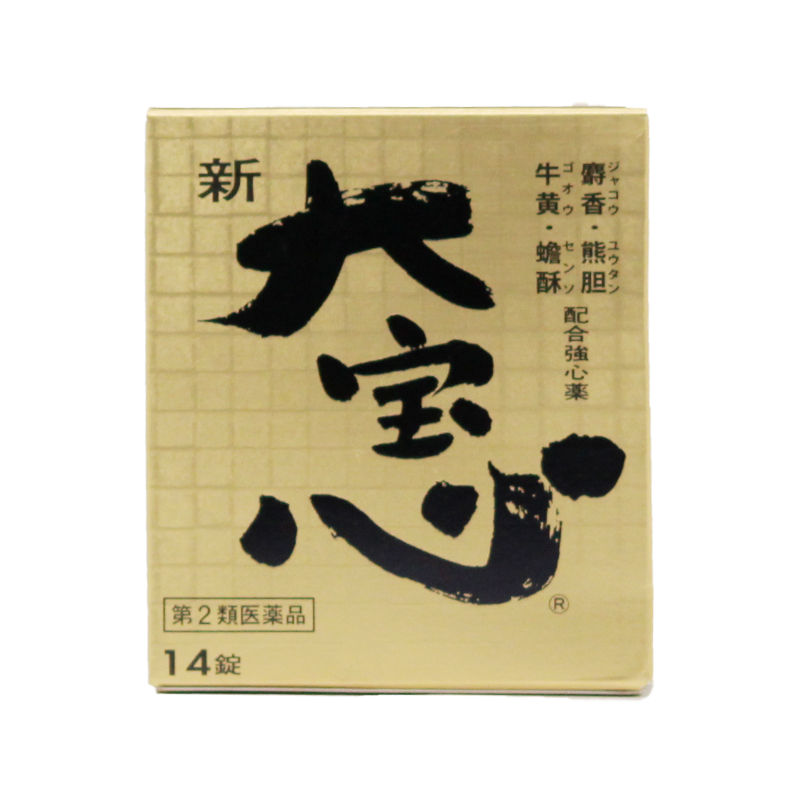 新
大宝心
®
麝香・熊胆
ジャコウ ユウタン
牛黄・蟾酥
ゴオウ センソ
配合強心薬
第2類医薬品
14錠